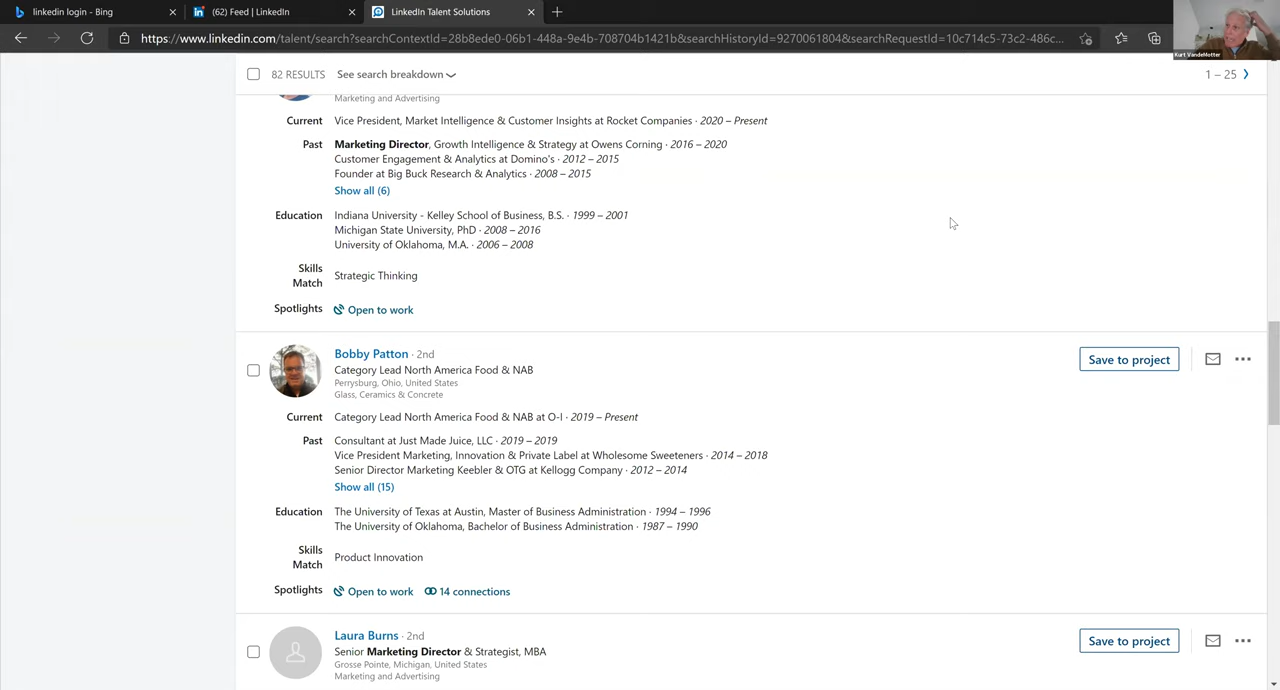 linkedin login - Bing
(62) Feed | LinkedIn
LinkedIn Talent Solutions
https://www.linkedin.com/talent/search?searchContextId=28b8ede0-06b1-448a-9e4b-708704b1421b&searchHistoryId=9270061804&searchRequestId=10c714c5-73c2-486c...
Kurt VandeMotter
82 RESULTS See search breakdown
1 – 25
Marketing and Advertising
Current Vice President, Market Intelligence & Customer Insights at Rocket Companies · 2020 – Present
Past Marketing Director, Growth Intelligence & Strategy at Owens Corning · 2016 – 2020
Customer Engagement & Analytics at Domino's · 2012 – 2015
Founder at Big Buck Research & Analytics · 2008 – 2015
Show all (6)
Education Indiana University - Kelley School of Business, B.S. · 1999 – 2001
Michigan State University, PhD · 2008 – 2016
University of Oklahoma, M.A. · 2006 – 2008
Skills Match Strategic Thinking
Spotlights Open to work
Bobby Patton · 2nd
Save to project
Category Lead North America Food & NAB
Perrysburg, Ohio, United States
Glass, Ceramics & Concrete
Current Category Lead North America Food & NAB at O-I · 2019 – Present
Past Consultant at Just Made Juice, LLC · 2019 – 2019
Vice President Marketing, Innovation & Private Label at Wholesome Sweeteners · 2014 – 2018
Senior Director Marketing Keebler & OTG at Kellogg Company · 2012 – 2014
Show all (15)
Education The University of Texas at Austin, Master of Business Administration · 1994 – 1996
The University of Oklahoma, Bachelor of Business Administration · 1987 – 1990
Skills Match Product Innovation
Spotlights Open to work 14 connections
Laura Burns · 2nd
Save to project
Senior Marketing Director & Strategist, MBA
Grosse Pointe, Michigan, United States
Marketing and Advertising